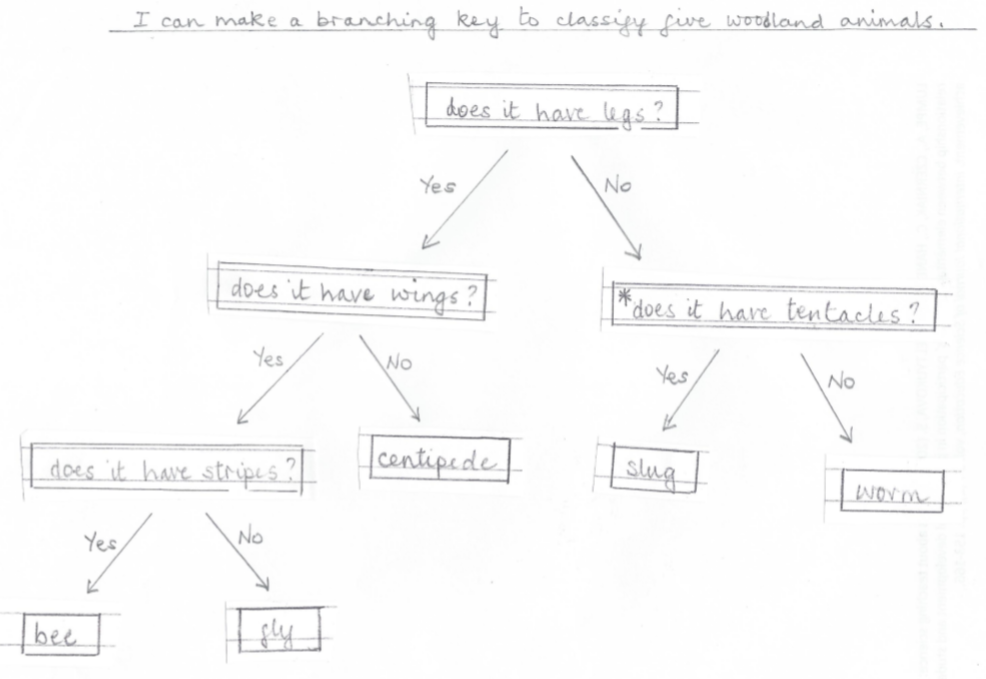 I can make a branching key to classify five woodland animals.
does it have legs?
Yes
No
does it have wings?
*does it have tentacles?
Yes
No
Yes
No
does it have stripes?
centipede
slug
worm
Yes
No
bee
fly